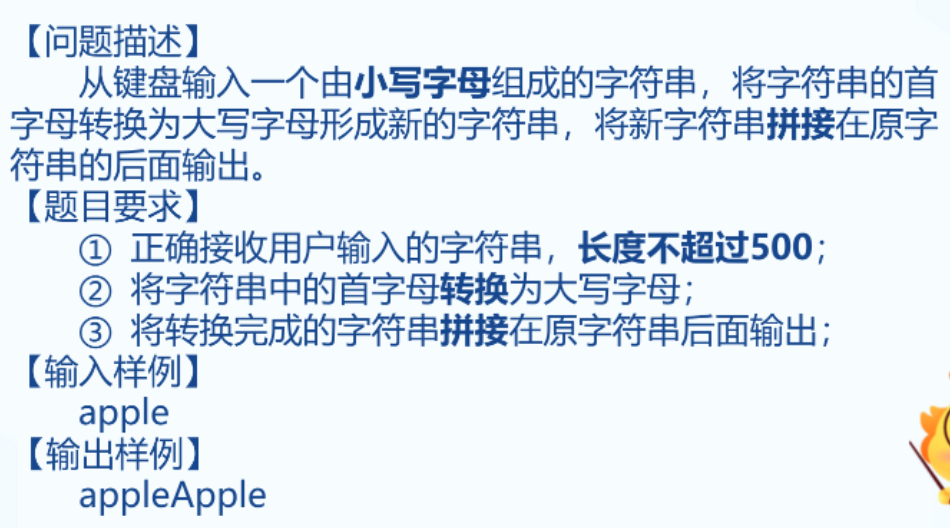 【问题描述】
从键盘输入一个由小写字母组成的字符串，将字符串的首
字母转换为大写字母形成新的字符串，将新字符串拼接在原字
符串的后面输出。
【题目要求】
① 正确接收用户输入的字符串，长度不超过500；
② 将字符串中的首字母转换为大写字母；
③ 将转换完成的字符串拼接在原字符串后面输出；
【输入样例】
apple
【输出样例】
appleApple